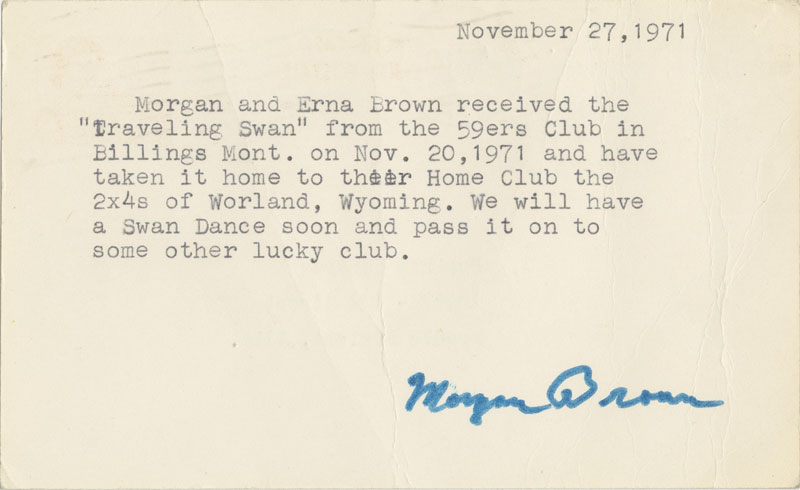 November 27,1971
Morgan and Erna Brown received the
"Traveling Swan" from the 59ers Club in
Billings Mont. on Nov. 20,1971 and have
taken it home to their Home Club the
2x4s of Worland, Wyoming. We will have
a Swan Dance soon and pass it on to
some other lucky club.
Morgan Brown